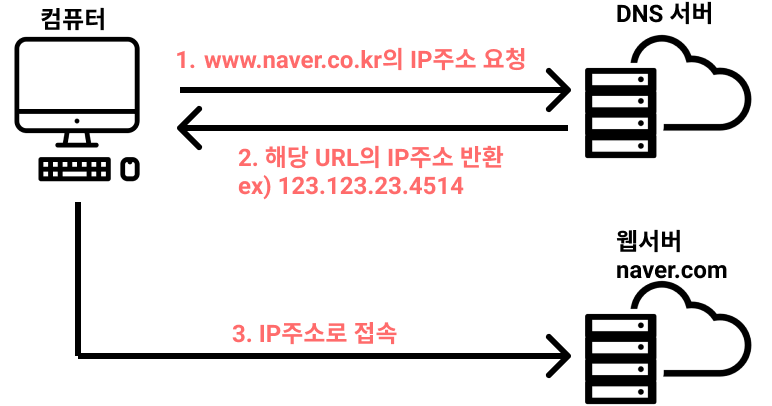 컴퓨터
DNS 서버
1. www.naver.co.kr의 IP주소 요청
2. 해당 URL의 IP주소 반환
ex) 123.123.23.4514
웹서버
naver.com
3. IP주소로 접속